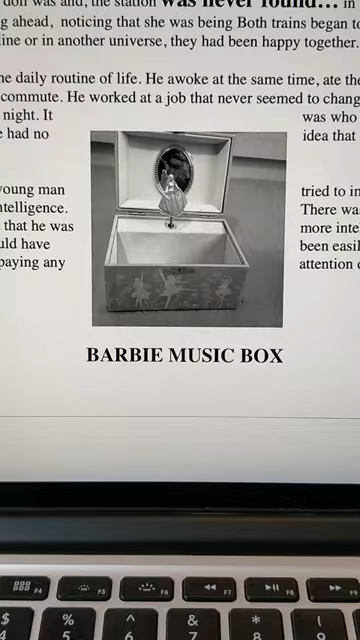 doll was and, the station was never found... in
g ahead, noticing that she was being Both trains began to
line or in another universe, they had been happy together.
he daily routine of life. He awoke at the same time, ate the
commute. He worked at a job that never seemed to chang
night. It was who
e had no idea that
young man tried to in
ntelligence. There was
that he was more inte
uld have been easil
paying any attention o
BARBIE MUSIC BOX
F4 F5 F6 F7 F8 F9
$ % ^ & * (
4 5 6 7 8 9